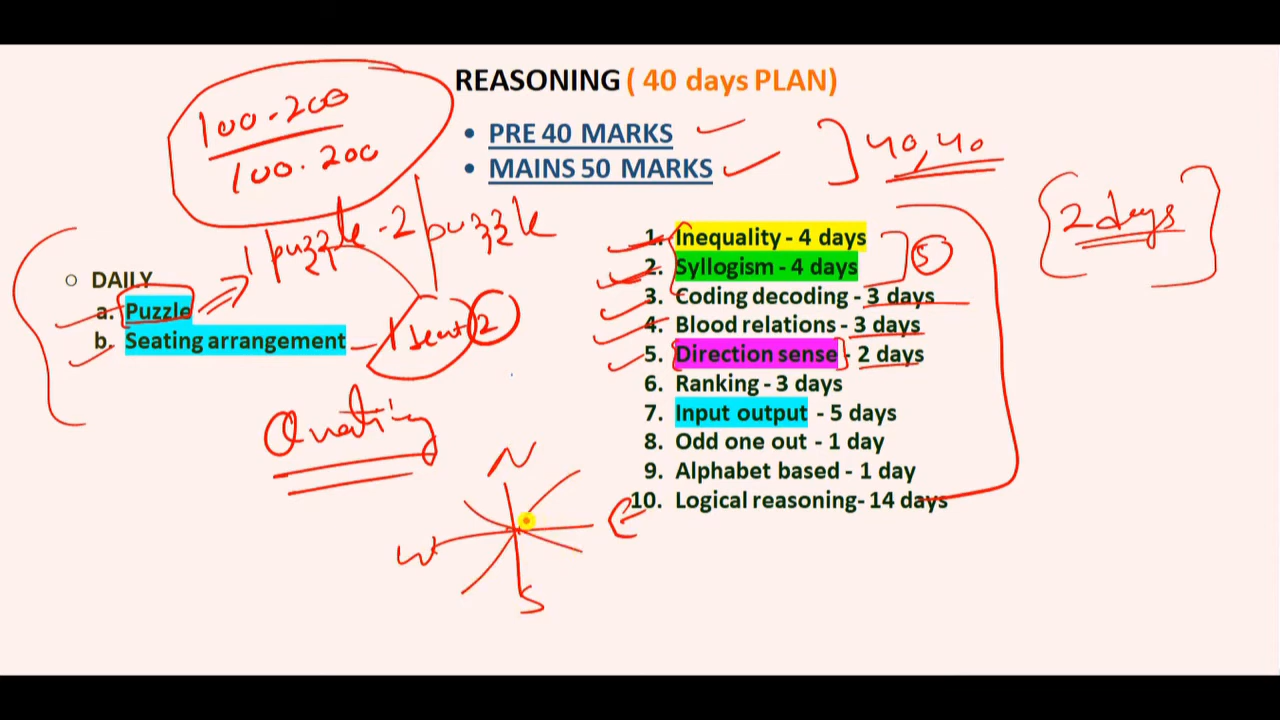 REASONING ( 40 days PLAN)
• PRE 40 MARKS
• MAINS 50 MARKS
40,40
100-200
100-200
1 puzzle - 2 puzzle
2 days
○ DAILY
a. Puzzle
b. Seating arrangement
1 seat 2
1. Inequality - 4 days
2. Syllogism - 4 days
5
3. Coding decoding - 3 days
4. Blood relations - 3 days
5. Direction sense - 2 days
6. Ranking - 3 days
7. Input output - 5 days
8. Odd one out - 1 day
9. Alphabet based - 1 day
10. Logical reasoning- 14 days
N
E
W
S